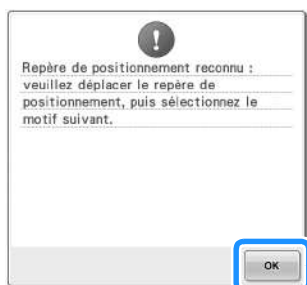 Repère de positionnement reconnu :
veuillez déplacer le repère de
positionnement, puis sélectionnez le
motif suivant.
OK